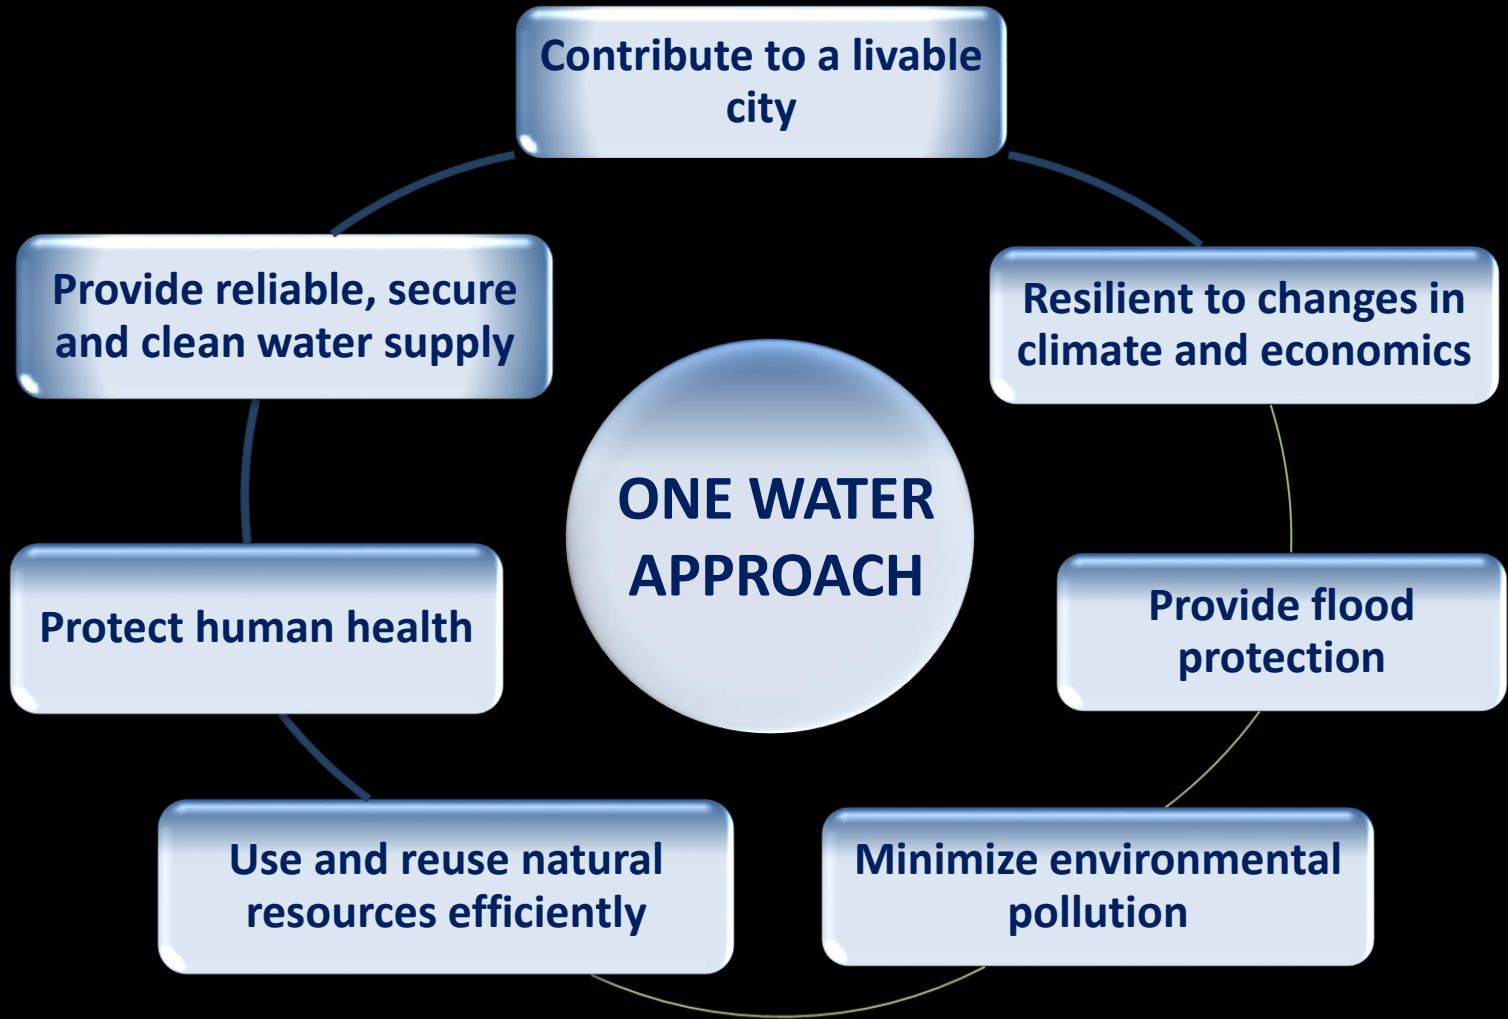 Contribute to a livable
city
Provide reliable, secure
and clean water supply
Resilient to changes in
climate and economics
ONE WATER
APPROACH
Protect human health
Provide flood
protection
Use and reuse natural
resources efficiently
Minimize environmental
pollution